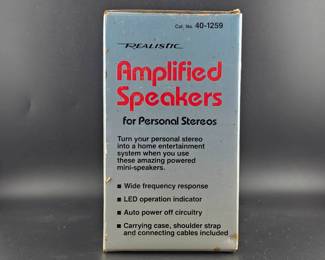 Cat. No. 40-1259
REALISTIC
Amplified
Speakers
for Personal Stereos
Turn your personal stereo
into a home entertainment
system when you use
these amazing powered
mini-speakers.
■ Wide frequency response
■ LED operation indicator
■ Auto power off circuitry
■ Carrying case, shoulder strap
and connecting cables included